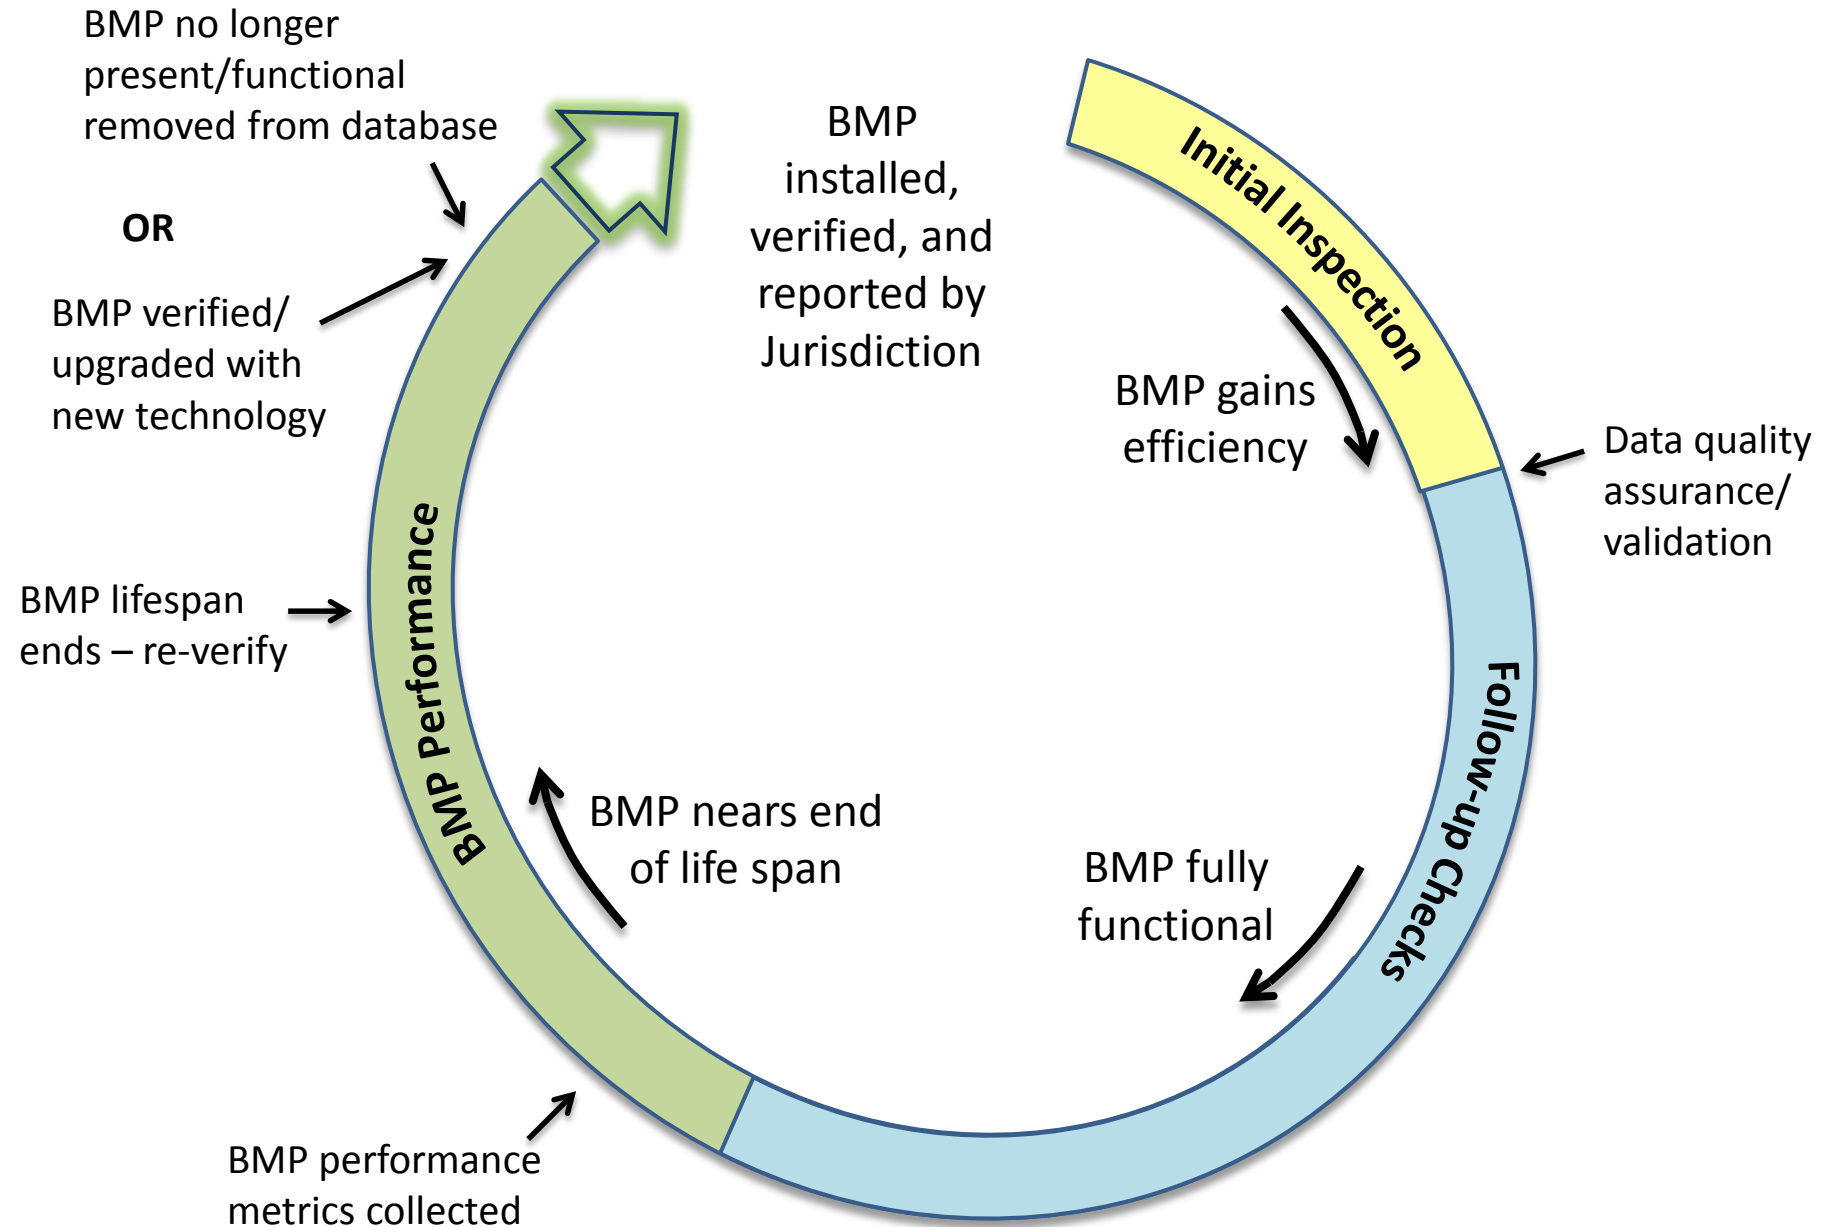 BMP no longer
present/functional
removed from database
OR
BMP verified/
upgraded with
new technology
BMP lifespan
ends – re-verify
BMP performance
metrics collected
BMP
installed,
verified, and
reported by
Jurisdiction
Initial Inspection
BMP gains
efficiency
Data quality
assurance/
validation
Follow-up Checks
BMP fully
functional
BMP nears end
of life span
BMP Performance